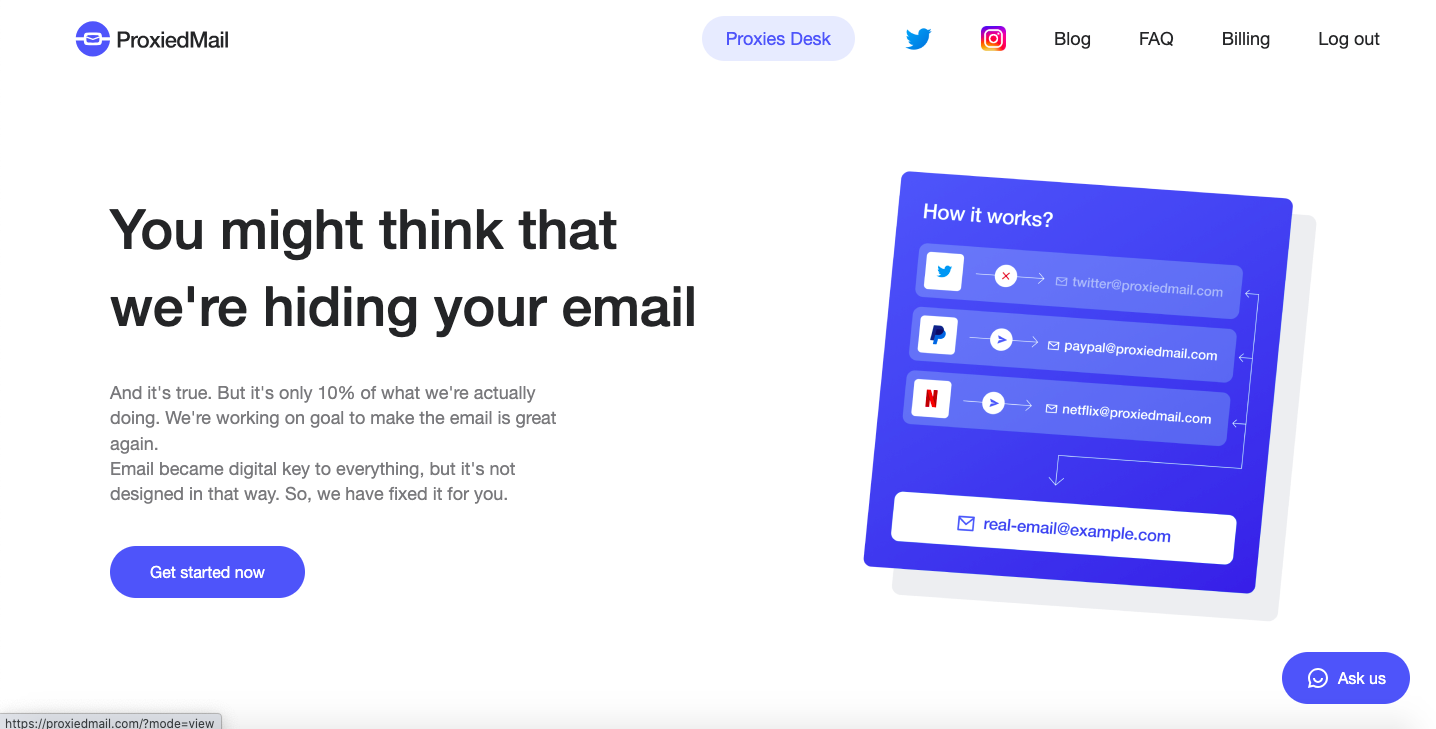 ProxiedMail
Proxies Desk
Blog
FAQ
Billing
Log out
You might think that
we're hiding your email
And it's true. But it's only 10% of what we're actually
doing. We're working on goal to make the email is great
again.
Email became digital key to everything, but it's not
designed in that way. So, we have fixed it for you.
Get started now
How it works?
twitter@proxiedmail.com
paypal@proxiedmail.com
N
netflix@proxiedmail.com
real-email@example.com
Ask us
https://proxiedmail.com/?mode=view